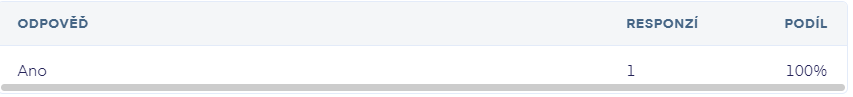 ODPOVĚĎ RESPONZÍ PODÍL
Ano 1 100%